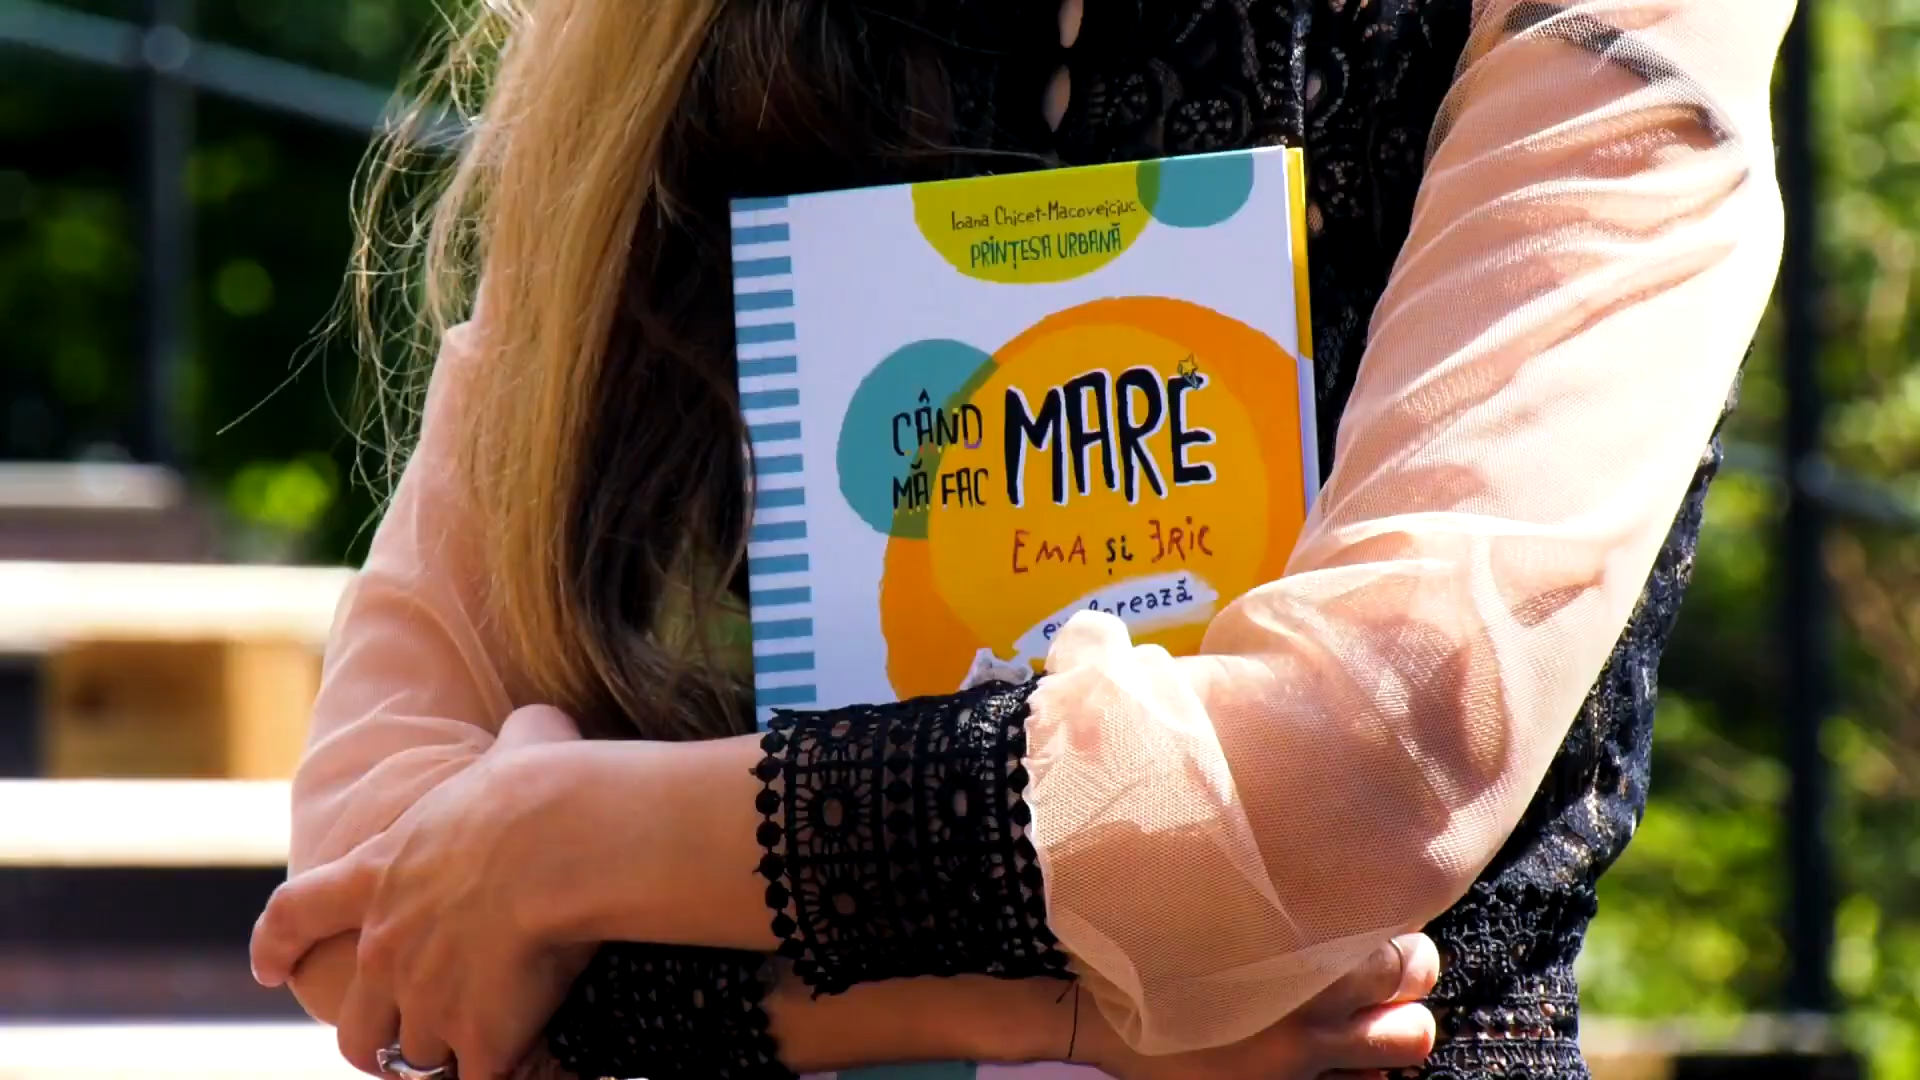 Ioana Chicet-Macoveiciuc
PRINȚESA URBANĂ
CÂND
MĂ FAC
MARE
EMA și ERIC